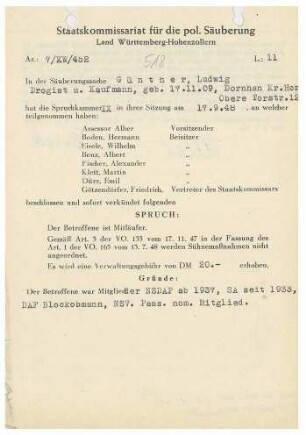 Staatskommissariat für die pol. Säuberung
Land Württemberg-Hohenzollern
Az.: 7/KW/452
518
L.: 11
In der Säuberungssache Günther, Ludwig
Drogist u. Kaufmann, geb. 17.11.09, Dornhan Kr.Hor
Obere Torstr.12
hat die Spruchkammer IX in ihrer Sitzung am 17.9.48 . an welcher
teilgenommen haben:
Assessor Alber Vorsitzender
Boden, Hermann Beisitzer
Eisele, Wilhelm "
Benz, Albert "
Fischer, Alexander "
Klett, Martin "
Dürr, Emil "
Götzendörfer, Friedrich, Vertreter des Staatskommissars
beschlossen und sofort verkündet folgenden
SPRUCH:
Der Betroffene ist Mitläufer.
Gemäß Art. 3 der VO. 133 vom 17. 11. 47 in der Fassung des
Art. 1 der VO. 165 vom 13. 7. 48 werden Sühnemaßnahmen nicht
angeordnet.
Es wird eine Verwaltungsgebühr von DM 20.- erhoben.
Gründe:
Der Betroffene war Mitglied der NSDAP ab 1937, SA seit 1933,
DAF Blockobmann, NSV. Pass. nom. Mitglied.